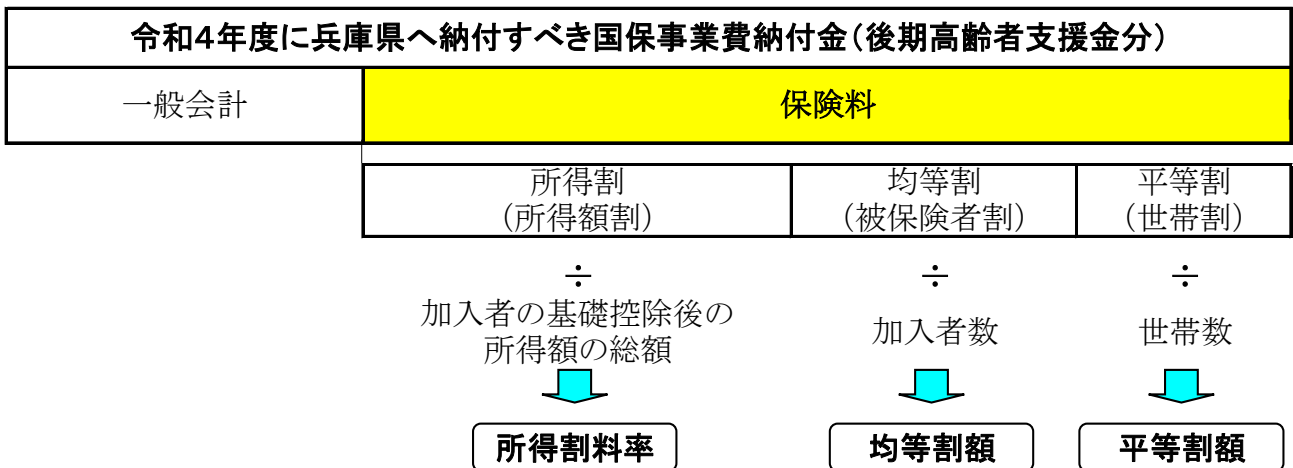 令和4年度に兵庫県へ納付すべき国保事業費納付金(後期高齢者支援金分)
一般会計
保険料
所得割
(所得額割)
均等割
(被保険者割)
平等割
(世帯割)
÷
÷
÷
加入者の基礎控除後の
所得額の総額
加入者数
世帯数
所得割料率
均等割額
平等割額